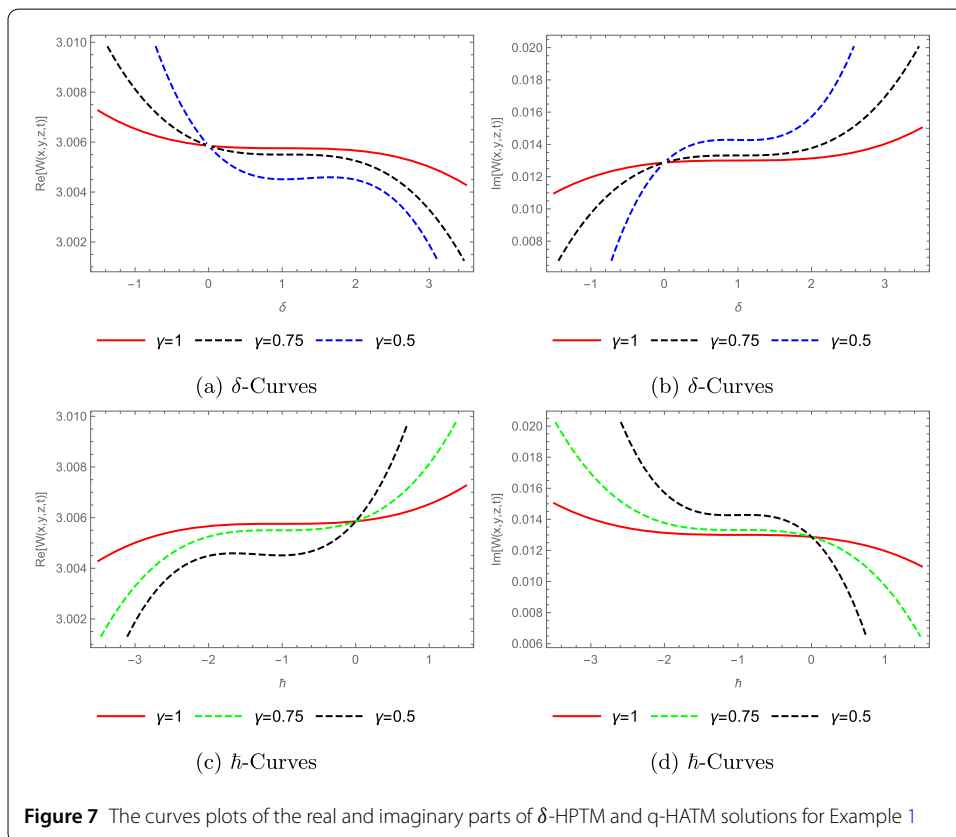 3.010
3.008
3.006
3.004
3.002
Re[W(x,y,z,t)]
-1 0 1 2 3
δ
γ=1 γ=0.75 γ=0.5
(a) δ-Curves
0.020
0.018
0.016
0.014
0.012
0.010
0.008
Im[W(x,y,z,t)]
-1 0 1 2 3
δ
γ=1 γ=0.75 γ=0.5
(b) δ-Curves
3.010
3.008
3.006
3.004
3.002
Re[W(x,y,z,t)]
-3 -2 -1 0 1
ℏ
γ=1 γ=0.75 γ=0.5
(c) ℏ-Curves
0.020
0.018
0.016
0.014
0.012
0.010
0.008
0.006
Im[W(x,y,z,t)]
-3 -2 -1 0 1
ℏ
γ=1 γ=0.75 γ=0.5
(d) ℏ-Curves
Figure 7 The curves plots of the real and imaginary parts of δ-HPTM and q-HATM solutions for Example 1